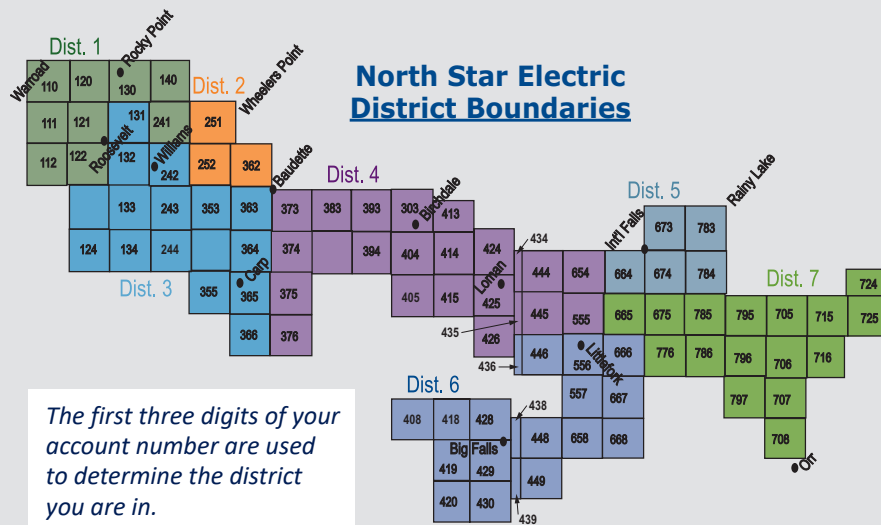 North Star Electric
District Boundaries
Dist. 1
Rocky Point
Warroad
110 120 130 140
Dist. 2
Wheelers Point
111 121 131 241 251
Roosevelt
Williams
112 122 132 242 252 362
Baudette
Dist. 4
133 243 353 363 373 383 393 303 413
Birchdale
Dist. 5
Int'l Falls
Rainy Lake
673 783
124 134 244 364 374 394 404 414 424 434
444 654 664 674 784
Dist. 3
Carp
Loman
Dist. 7
724
355 365 375 405 415 425 435
445 555 665 675 785 795 705 715 725
366 376 426 436
446 556 666 776 786 796 706 716
Littlefork
Dist. 6
557 667 797 707
408 418 428 438
Big Falls
448 658 668 708
Orr
419 429 449
420 430 439
The first three digits of your
account number are used
to determine the district
you are in.